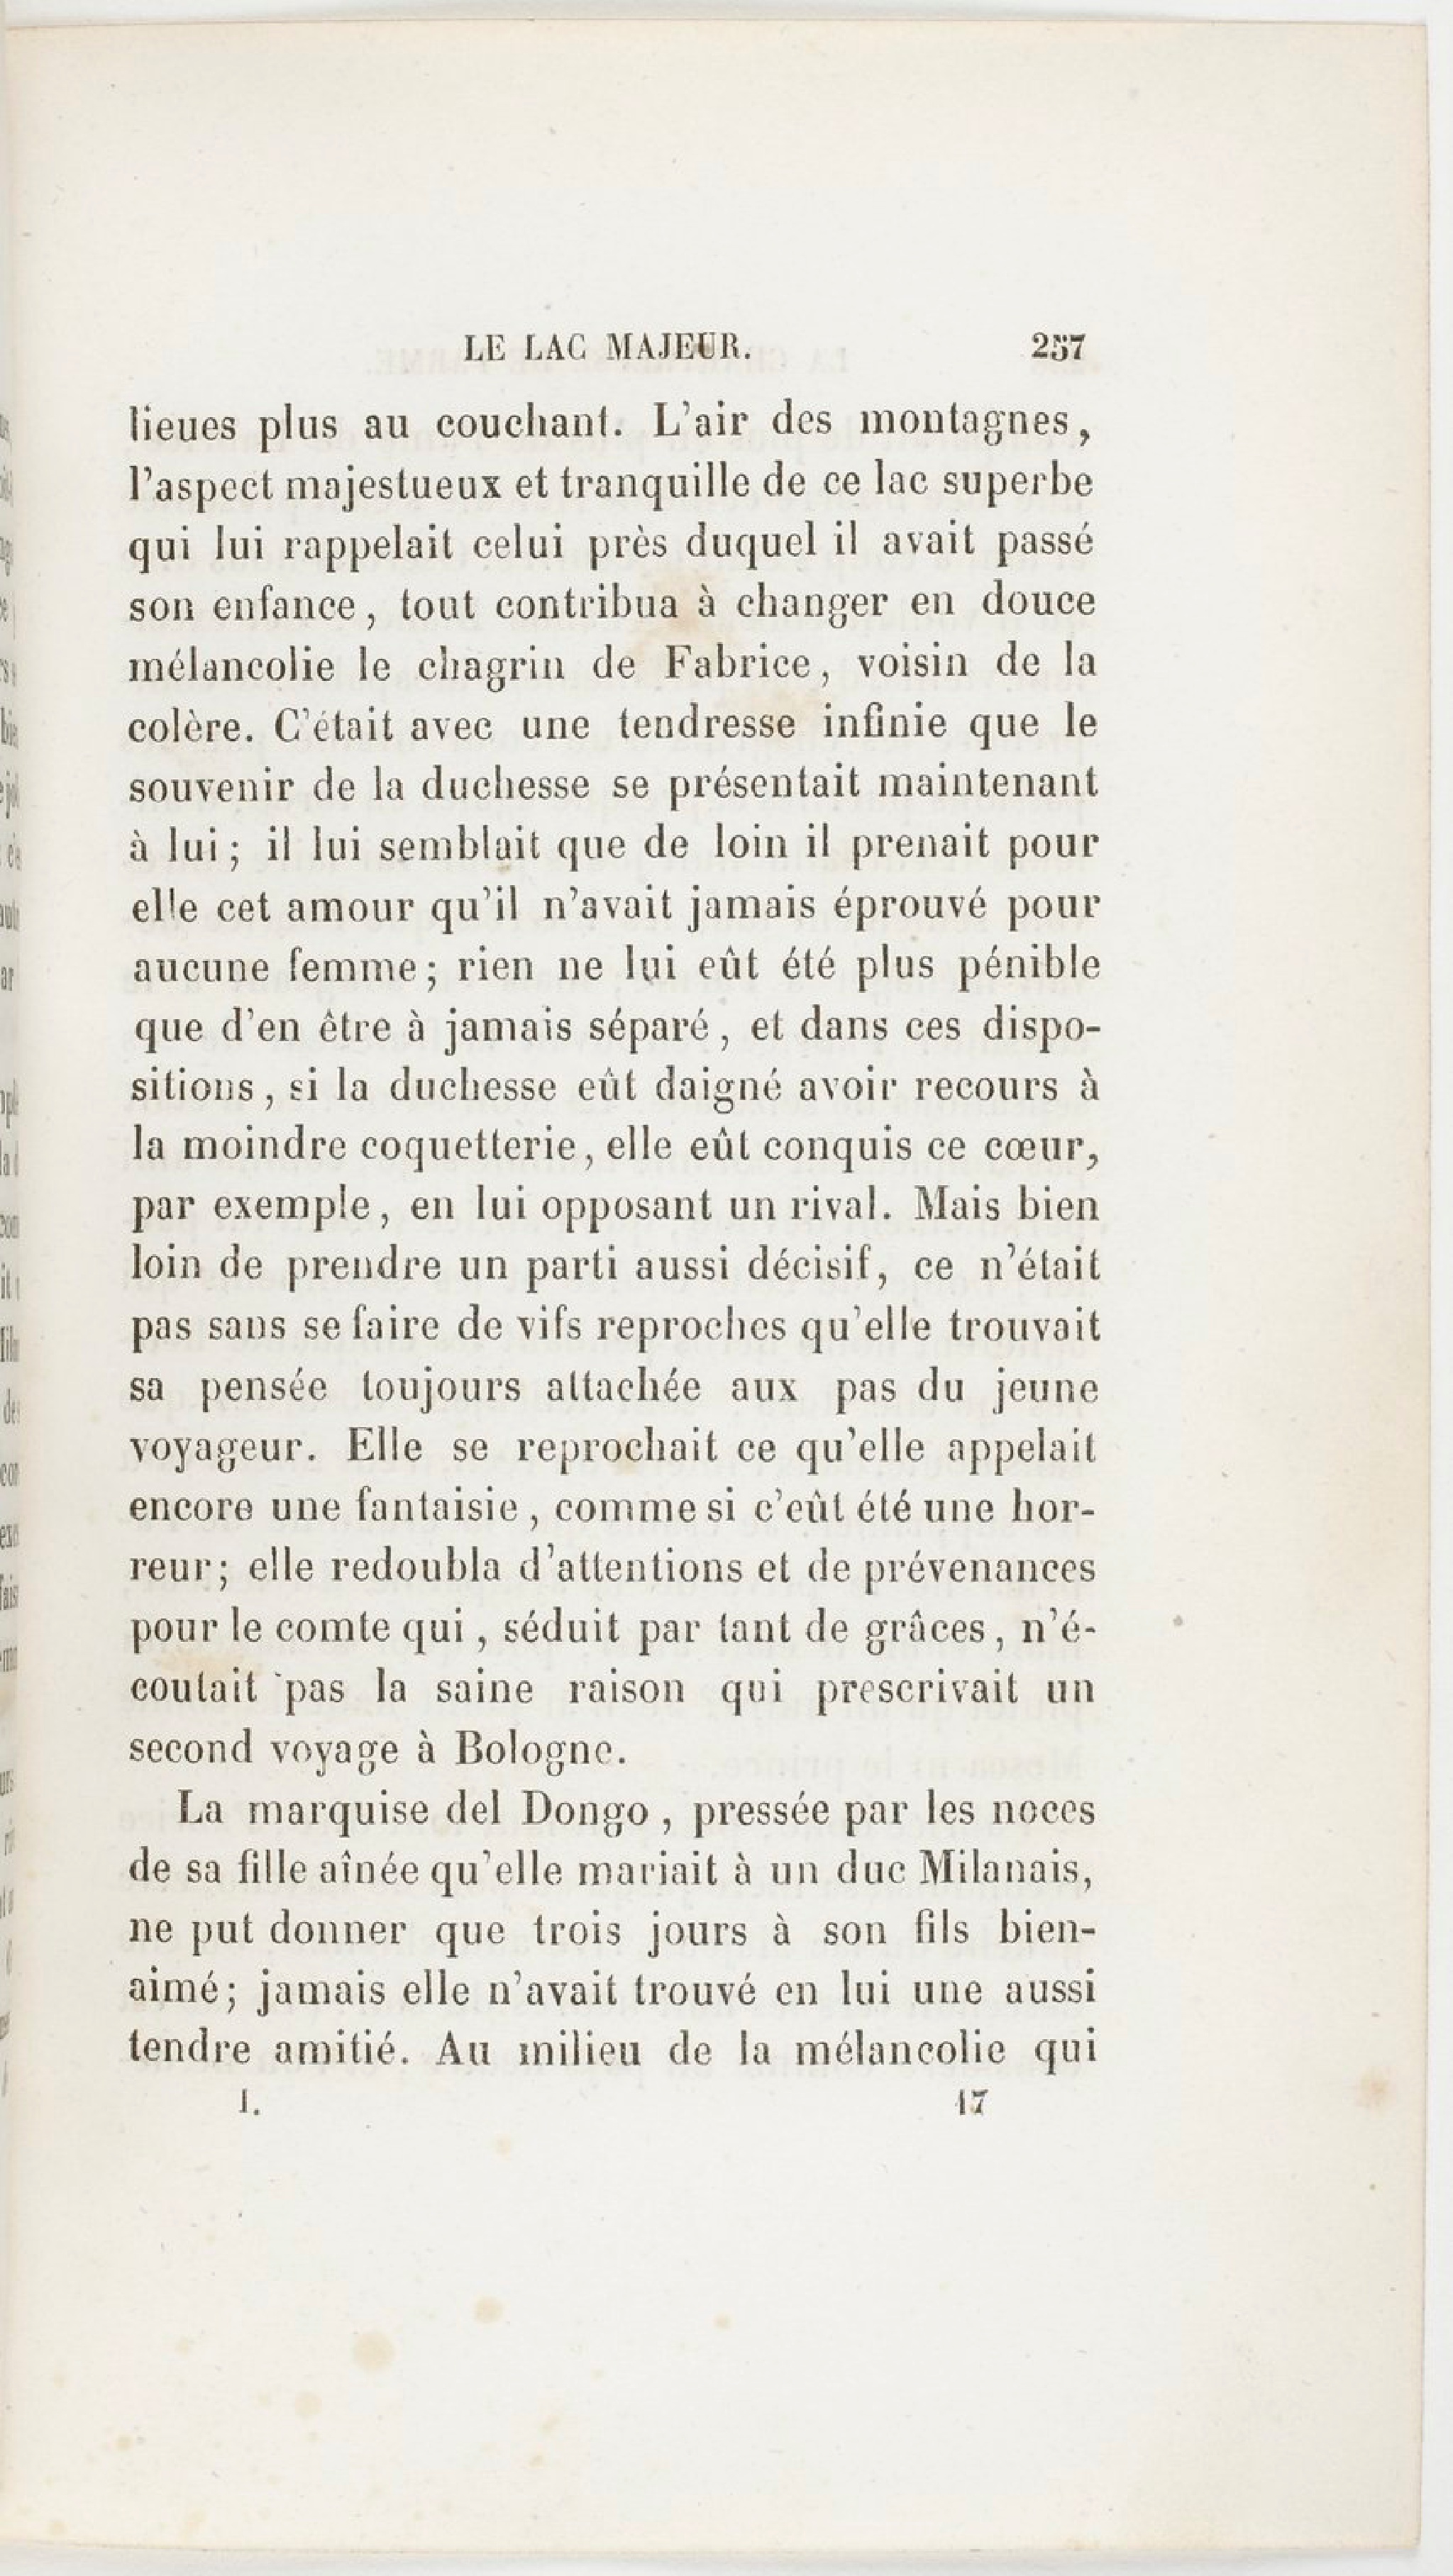 LE LAC MAJEUR. 257
lieues plus au couchant. L'air des montagnes,
l'aspect majestueux et tranquille de ce lac superbe
qui lui rappelait celui près duquel il avait passé
son enfance, tout contribua à changer en douce
mélancolie le chagrin de Fabrice, voisin de la
colère. C'était avec une tendresse infinie que le
souvenir de la duchesse se présentait maintenant
à lui; il lui semblait que de loin il prenait pour
elle cet amour qu'il n'avait jamais éprouvé pour
aucune femme; rien ne lui eût été plus pénible
que d'en être à jamais séparé, et dans ces dispo-
sitions, si la duchesse eût daigné avoir recours à
la moindre coquetterie, elle eût conquis ce cœur,
par exemple, en lui opposant un rival. Mais bien
loin de prendre un parti aussi décisif, ce n'était
pas sans se faire de vifs reproches qu'elle trouvait
sa pensée toujours attachée aux pas du jeune
voyageur. Elle se reprochait ce qu'elle appelait
encore une fantaisie, comme si c'eût été une hor-
reur; elle redoubla d'attentions et de prévenances
pour le comte qui, séduit par tant de grâces, n'é-
coutait pas la saine raison qui prescrivait un
second voyage à Bologne.
La marquise del Dongo, pressée par les noces
de sa fille aînée qu'elle mariait à un duc Milanais,
ne put donner que trois jours à son fils bien-
aimé; jamais elle n'avait trouvé en lui une aussi
tendre amitié. Au milieu de la mélancolie qui
I. 17